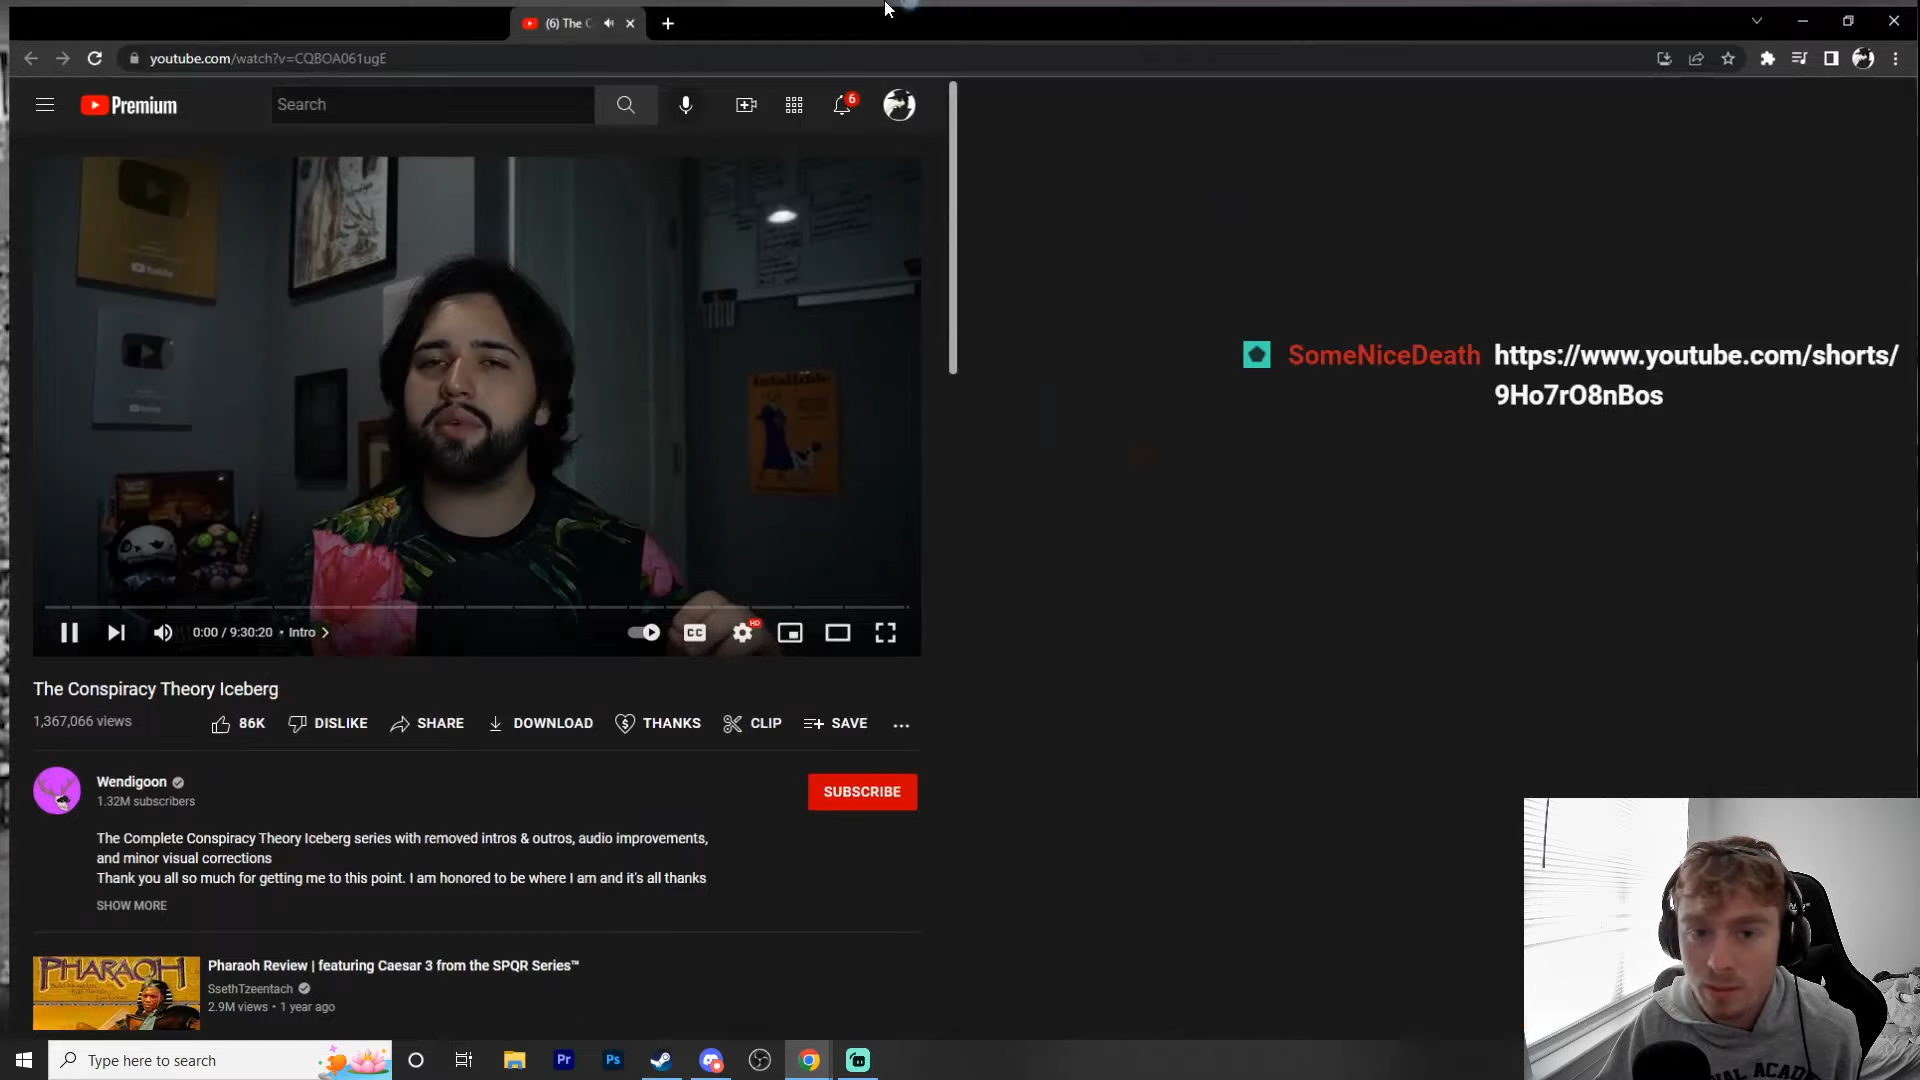 (6) The C
youtube.com/watch?v=CQBOA061ugE
Premium
Search
6
YouTube
YouTube
SomeNiceDeath https://www.youtube.com/shorts/
9Ho7rO8nBos
0:00 / 9:30:20 • Intro
CC
HD
The Conspiracy Theory Iceberg
1,367,066 views
86K
DISLIKE
SHARE
DOWNLOAD
THANKS
CLIP
SAVE
Wendigoon
1.32M subscribers
SUBSCRIBE
The Complete Conspiracy Theory Iceberg series with removed intros & outros, audio improvements,
and minor visual corrections
Thank you all so much for getting me to this point. I am honored to be where I am and it's all thanks
SHOW MORE
PHARAOH
Pharaoh Review | featuring Caesar 3 from the SPQR Series™
SsethTzeentach
2.9M views • 1 year ago
Type here to search
Pr
Ps